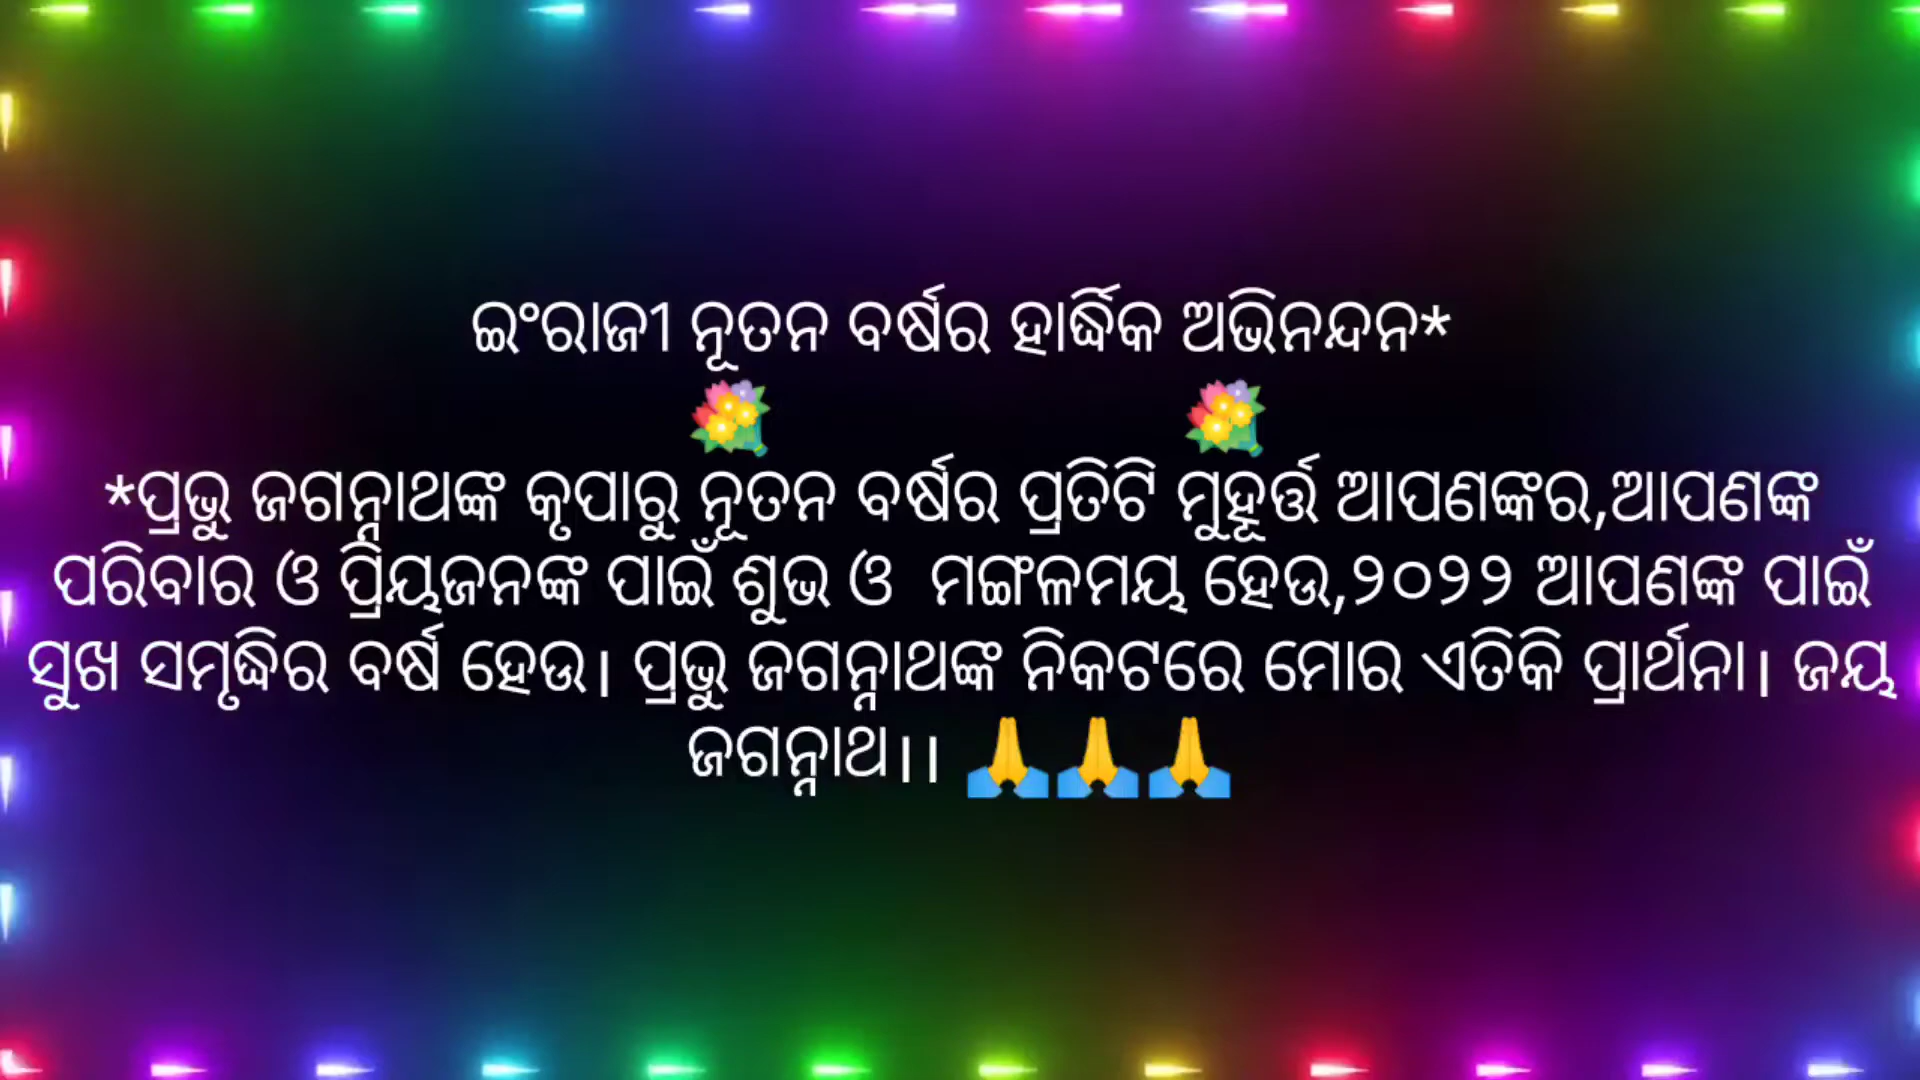 ଇଂରାଜୀ ନୂତନ ବର୍ଷର ହାର୍ଦ୍ଧିକ ଅଭିନନ୍ଦନ*
💐 💐
*ପ୍ରଭୁ ଜଗନ୍ନାଥଙ୍କ କୃପାରୁ ନୂତନ ବର୍ଷର ପ୍ରତିଟି ମୁହୂର୍ତ୍ତ ଆପଣଙ୍କର,ଆପଣଙ୍କ
ପରିବାର ଓ ପ୍ରିୟଜନଙ୍କ ପାଇଁ ଶୁଭ ଓ  ମଙ୍ଗଳମୟ ହେଉ,୨୦୨୨ ଆପଣଙ୍କ ପାଇଁ
ସୁଖ ସମୃଦ୍ଧିର ବର୍ଷ ହେଉ| ପ୍ରଭୁ ଜଗନ୍ନାଥଙ୍କ ନିକଟରେ ମୋର ଏତିକି ପ୍ରାର୍ଥନା| ଜୟ
ଜଗନ୍ନାଥ।। 🙏🙏🙏